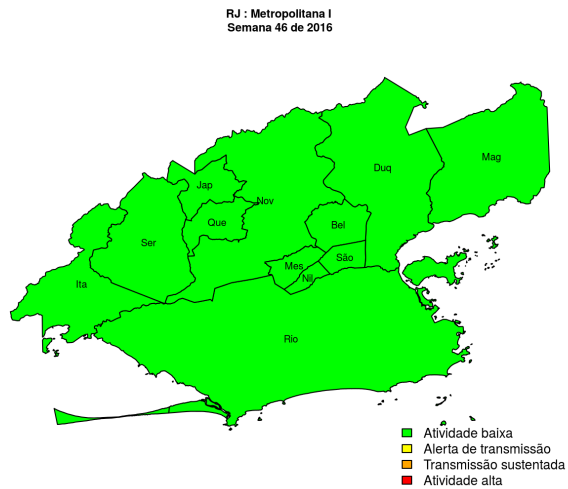 RJ : Metropolitana I
Semana 46 de 2016
Duq
Mag
Jap
Nov
Que
Bel
Ser
São
Mes
Nil
Ita
Rio
Atividade baixa
Alerta de transmissão
Transmissão sustentada
Atividade alta